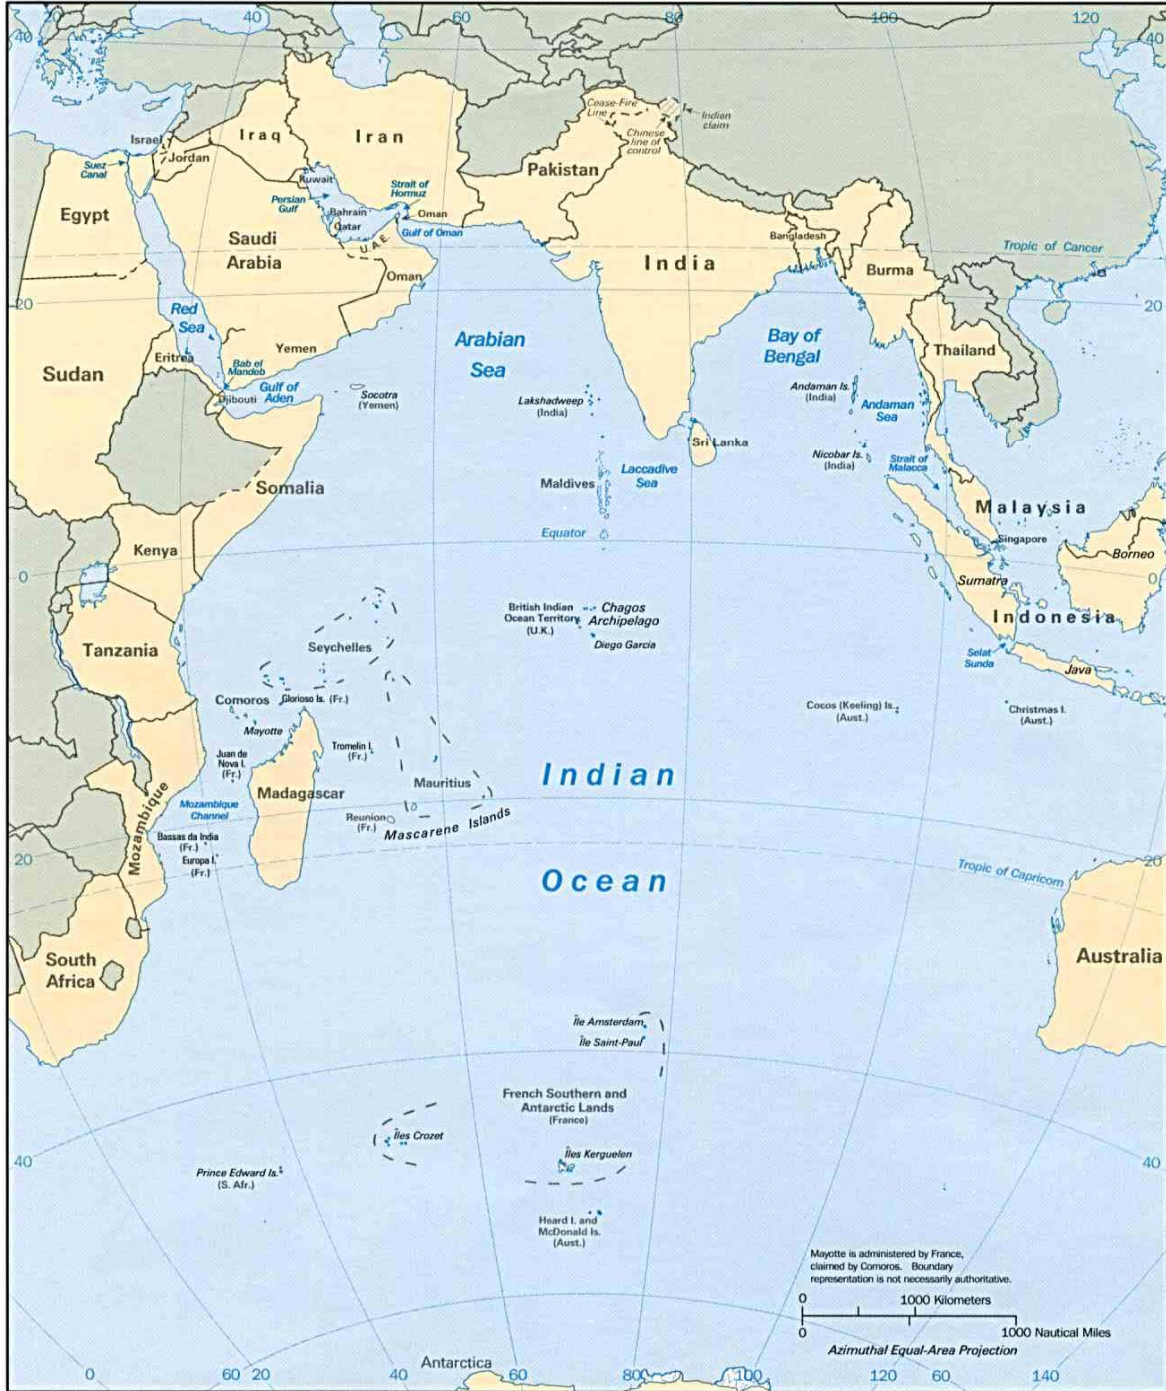 20
40
60
80
100
120
40
40
Cease-Fire
Line
Indian
claim
Chinese
line of
control
Israel
Iraq
Iran
Jordan
Suez
Canal
Kuwait
Pakistan
Strait of
Hormuz
Persian
Gulf
Egypt
Bahrain
Oman
Qatar
Gulf of Oman
U.A.E.
Bangladesh
Saudi
Arabia
India
Tropic of Cancer
Oman
Burma
20
20
Red
Sea
Arabian
Sea
Bay of
Bengal
Yemen
Thailand
Eritrea
Sudan
Bab el
Mandeb
Djibouti
Gulf of
Aden
Socotra
(Yemen)
Lakshadweep
(India)
Andaman Is.
(India)
Andaman
Sea
Sri Lanka
Nicobar Is.
(India)
Strait of
Malacca
Laccadive
Sea
Maldives
Somalia
Malaysia
Equator
Singapore
Kenya
Borneo
0
0
Sumatra
British Indian
Ocean Territory
(U.K.)
Chagos
Archipelago
Diego Garcia
Indonesia
Seychelles
Tanzania
Selat
Sunda
Java
Comoros
Glorioso Is. (Fr.)
Cocos (Keeling) Is.
(Aust.)
Christmas I.
(Aust.)
Mayotte
Juan de
Nova I.
(Fr.)
Tromelin I.
(Fr.)
Indian
Mauritius
Madagascar
Mozambique
Channel
Mozambique
Reunion
(Fr.)
Mascarene Islands
Bassas da India
(Fr.)
Europa I.
(Fr.)
20
20
Tropic of Capricorn
Ocean
South
Africa
Australia
Île Amsterdam
Île Saint-Paul
French Southern and
Antarctic Lands
(France)
Îles Crozet
Îles Kerguelen
40
40
Prince Edward Is.
(S. Afr.)
Heard I. and
McDonald Is.
(Aust.)
Mayotte is administered by France,
claimed by Comoros. Boundary
representation is not necessarily authoritative.
0
1000 Kilometers
0
1000 Nautical Miles
Azimuthal Equal-Area Projection
Antarctica
0
60
20
40
60
80
100
120
60
140